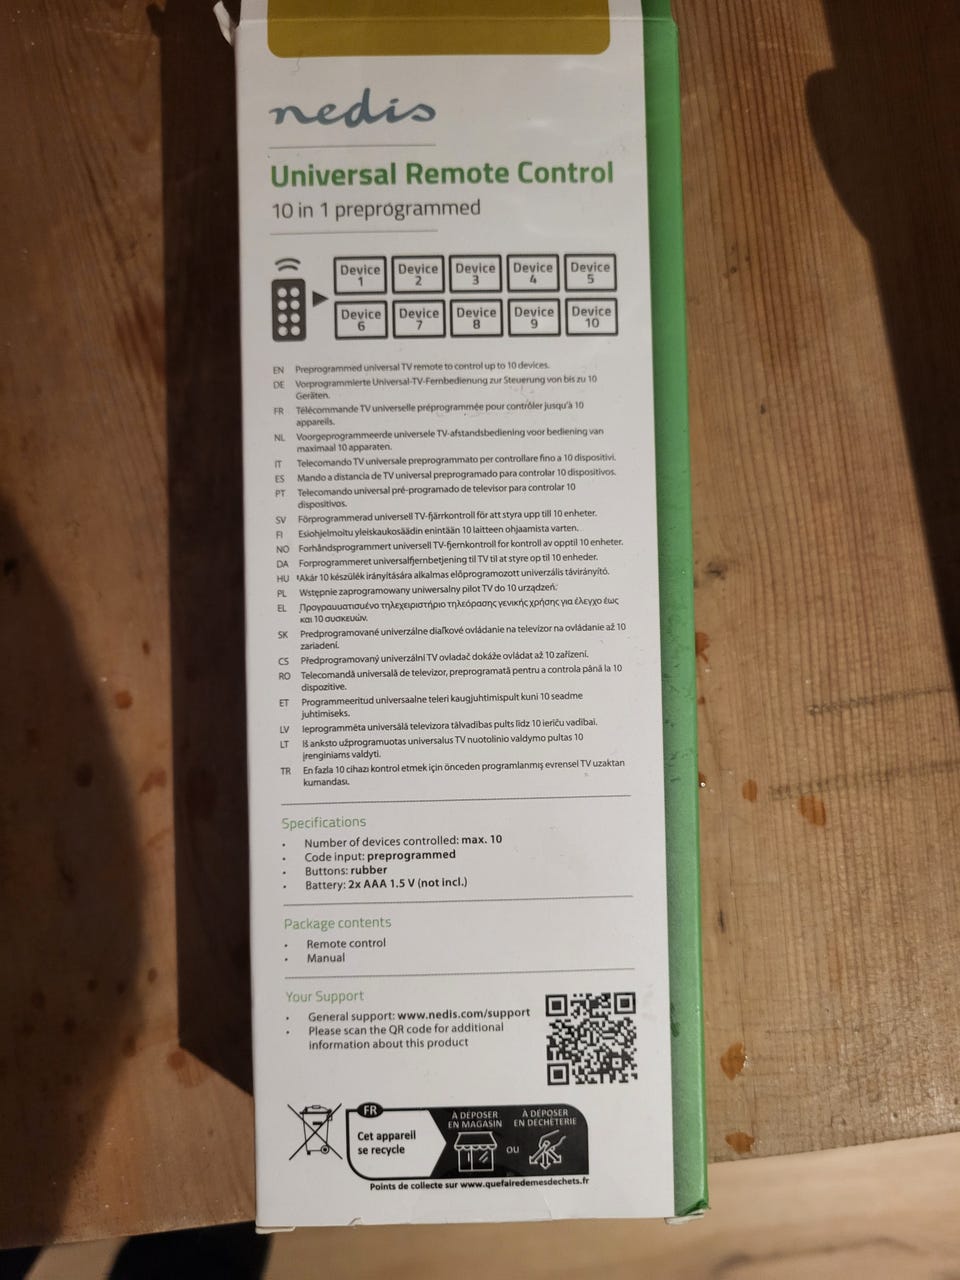 nedis
Universal Remote Control
10 in 1 preprogrammed
Device 1
Device 2
Device 3
Device 4
Device 5
Device 6
Device 7
Device 8
Device 9
Device 10
EN Preprogrammed universal TV remote to control up to 10 devices.
DE Vorprogrammierte Universal-TV-Fernbedienung zur Steuerung von bis zu 10
Geräten.
FR Télécommande TV universelle préprogrammée pour contrôler jusqu'à 10
appareils.
NL Voorgeprogrammeerde universele TV-afstandsbediening voor bediening van
maximaal 10 apparaten.
IT Telecomando TV universale preprogrammato per controllare fino a 10 dispositivi.
ES Mando a distancia de TV universal preprogramado para controlar 10 dispositivos.
PT Telecomando universal pré-programado de televisor para controlar 10
dispositivos.
SV Förprogrammerad universell TV-fjärrkontroll för att styra upp till 10 enheter.
FI Esiohjelmoitu yleiskaukosäädin enintään 10 laitteen ohjaamista varten.
NO Forhåndsprogrammert universell TV-fjernkontroll for kontroll av opptil 10 enheter.
DA Forprogrammeret universalfjernbetjening til TV til at styre op til 10 enheder.
HU Akár 10 készülék irányítására alkalmas előprogramozott univerzális távirányító.
PL Wstępnie zaprogramowany uniwersalny pilot TV do 10 urządzeń.
EL Προγραμματισμένο τηλεχειριστήριο τηλεόρασης γενικής χρήσης για έλεγχο έως
και 10 συσκευών.
SK Predprogramované univerzálne diaľkové ovládanie na televízor na ovládanie až 10
zariadení.
CS Předprogramovaný univerzální TV ovladač dokáže ovládat až 10 zařízení.
RO Telecomandă universală de televizor, preprogramată pentru a controla până la 10
dispozitive.
ET Programmeeritud universaalne teleri kaugjuhtimispult kuni 10 seadme
juhtimiseks.
LV Ieprogrammēta universālā televizora tālvadības pults līdz 10 ierīču vadībai.
LT Iš anksto užprogramuotas universalus TV nuotolinio valdymo pultas 10
įrenginiams valdyti.
TR En fazla 10 cihazı kontrol etmek için önceden programlanmış evrensel TV uzaktan
kumandası.
Specifications
• Number of devices controlled: max. 10
• Code input: preprogrammed
• Buttons: rubber
• Battery: 2x AAA 1.5 V (not incl.)
Package contents
• Remote control
• Manual
Your Support
• General support: www.nedis.com/support
• Please scan the QR code for additional
information about this product
FR
Cet appareil
se recycle
À DÉPOSER
EN MAGASIN
OU
À DÉPOSER
EN DÉCHÈTERIE
Points de collecte sur www.quefairedemesdechets.fr